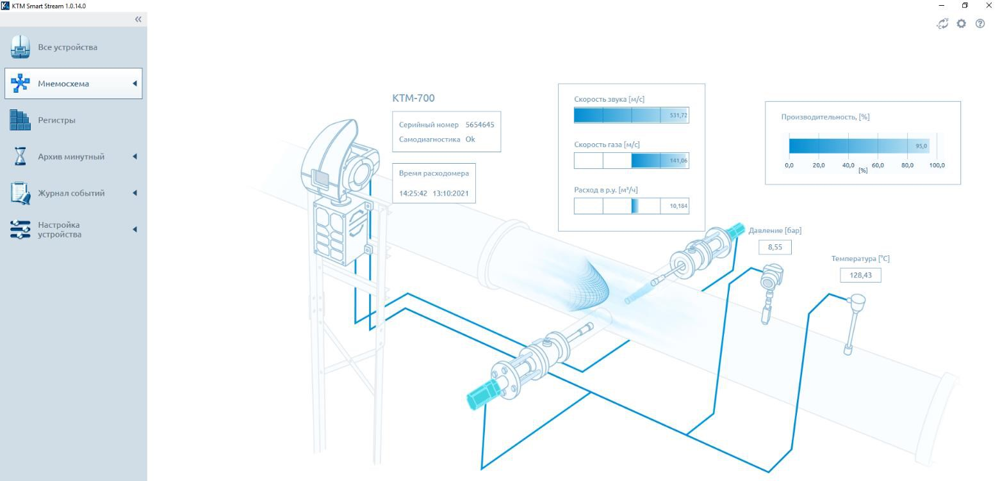 KTM Smart Stream 1.0.14.0
Все устройства
Мнемосхема
Регистры
Архив минутный
Журнал событий
Настройка
устройства
КТМ-700
Серийный номер 5654645
Самодиагностика Ok
Время расходомера
14:25:42 13:10:2021
Скорость звука [м/с]
531,72
Скорость газа [м/с]
141,06
Расход в р.у. [м³/ч]
10,184
Производительность, [%]
95,0
0,0 20,0 40,0 60,0 80,0 100,0
[%]
Давление [бар]
8,55
Температура [°C]
128,43